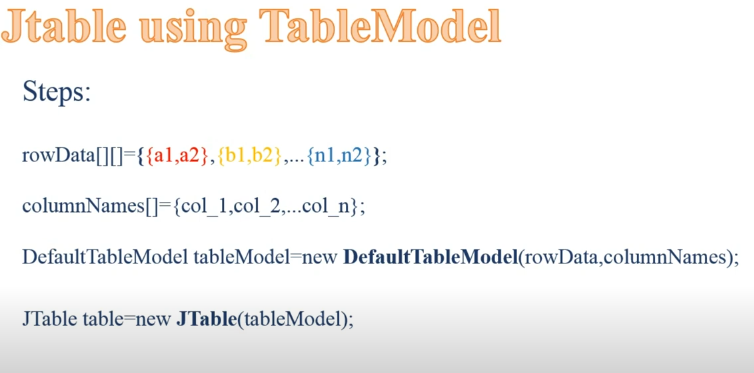 Jtable using TableModel
Steps:
rowData[][]={{a1,a2},{b1,b2},...{n1,n2}};
columnNames[]={col_1,col_2,...col_n};
DefaultTableModel tableModel=new DefaultTableModel(rowData,columnNames);
JTable table=new JTable(tableModel);